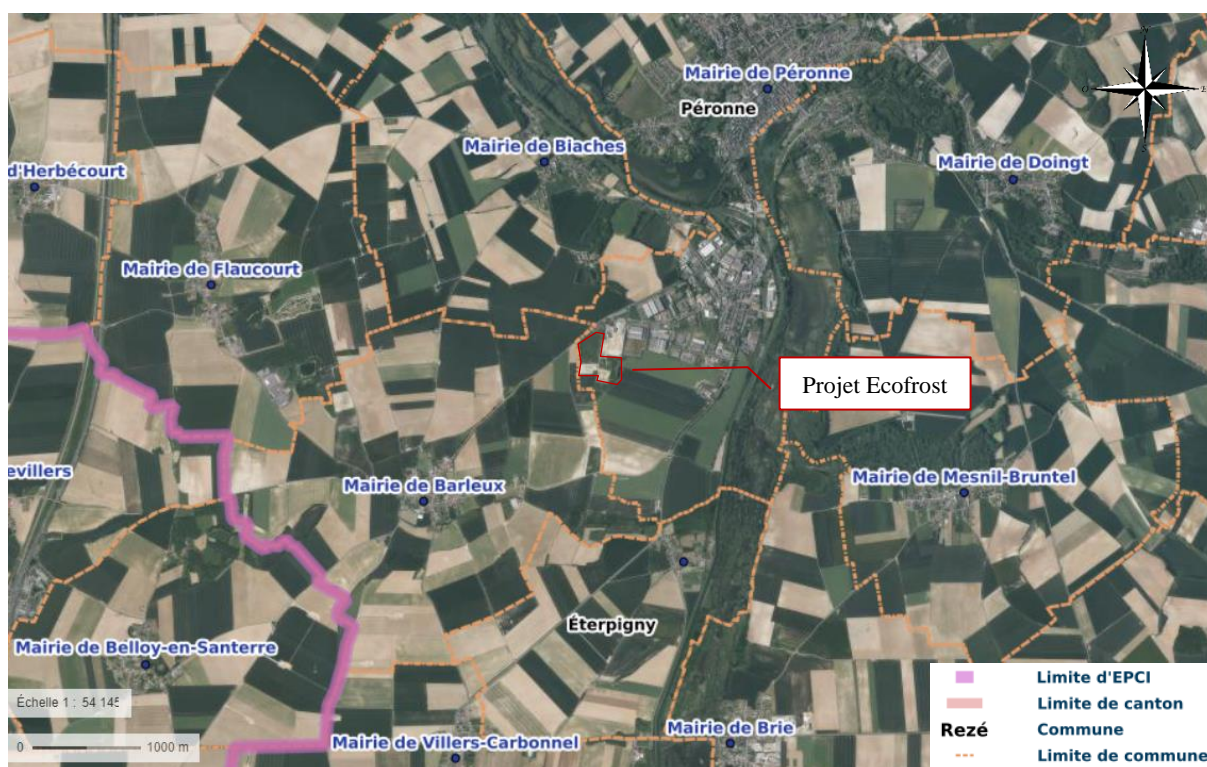 Mairie de Péronne
Péronne
Mairie de Biaches
Mairie de Doingt
d'Herbécourt
Mairie de Flaucourt
Projet Ecofrost
evillers
Mairie de Barleux
Mairie de Mesnil-Bruntel
Éterpigny
Mairie de Belloy-en-Santerre
Échelle 1 : 54 145
0 1000 m
Mairie de Villers-Carbonnel
Mairie de Brie
Limite d'EPCI
Limite de canton
Rezé Commune
Limite de commune